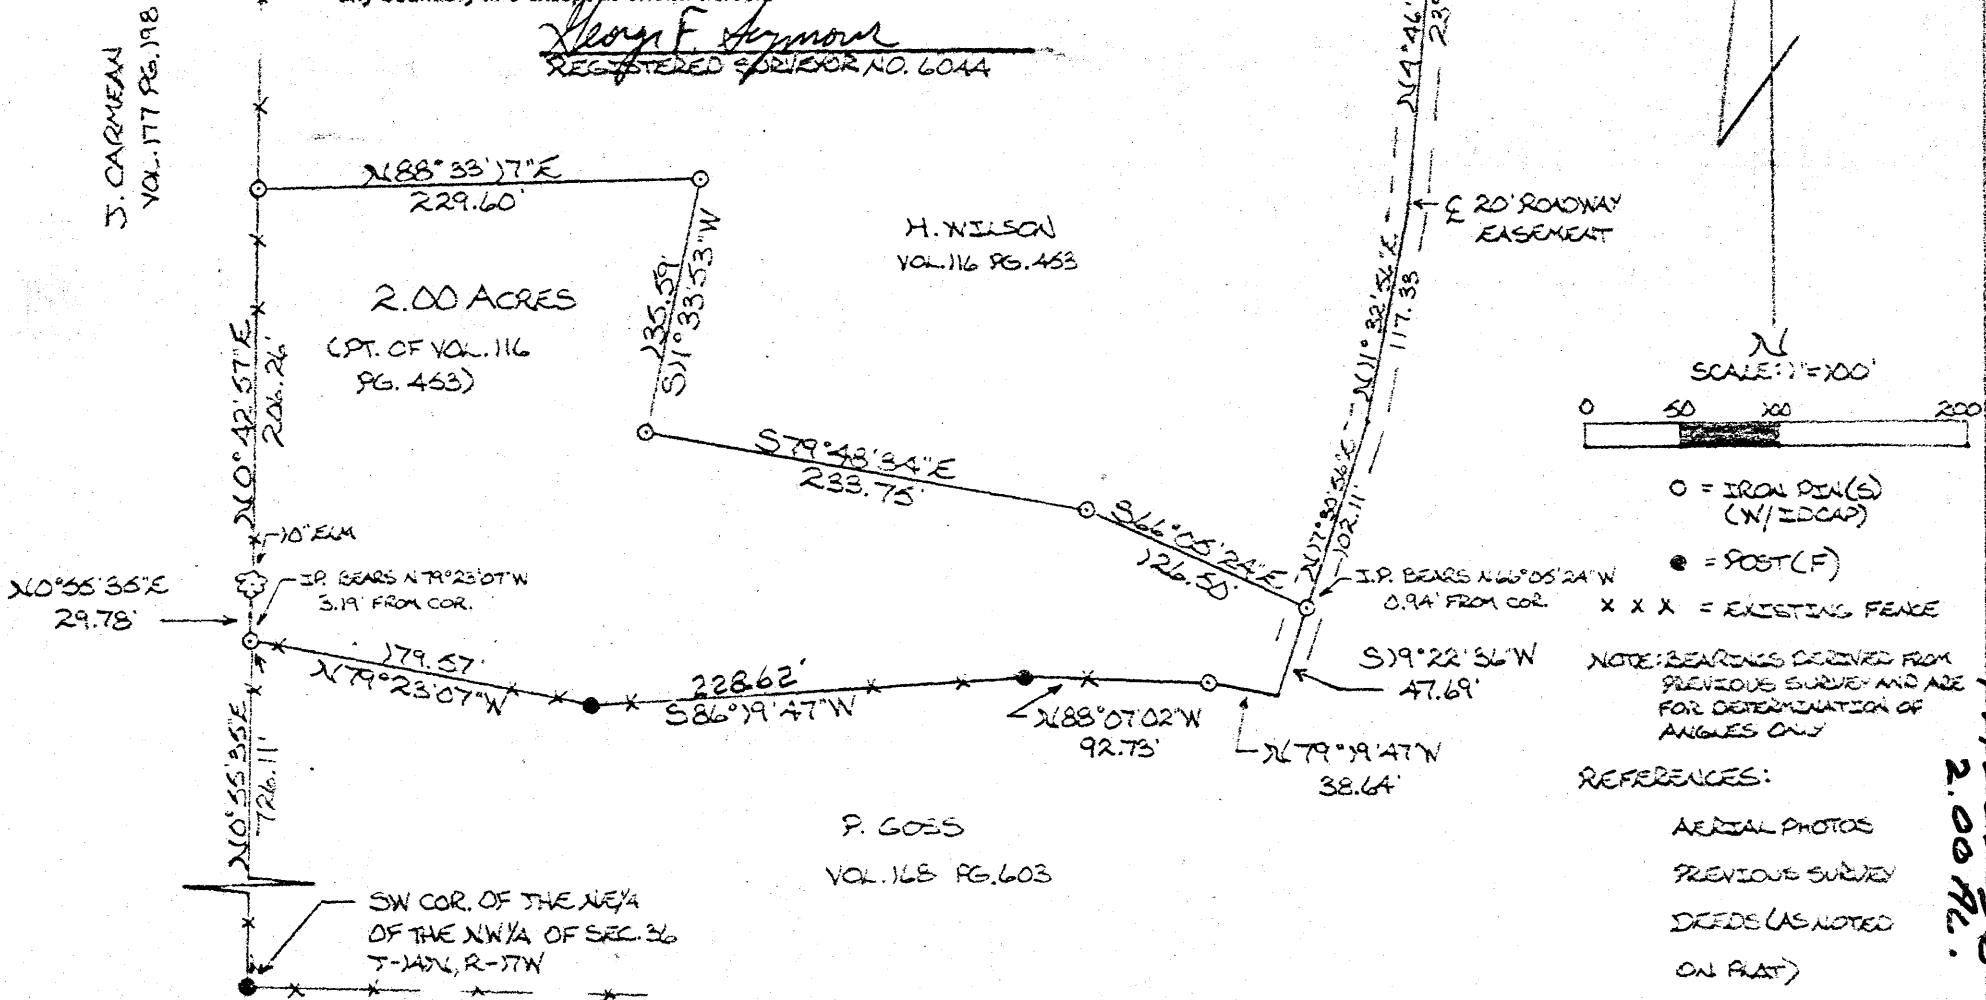 George F. Seymour
REGISTERED SURVEYOR NO. 6044
J. CARMEAN
VOL. 177 PG. 198
N88°33'17"E
229.60'
S11°33'53"W
135.59'
H. WILSON
VOL. 116 PG. 453
℄ 20' ROADWAY
EASEMENT
2.00 ACRES
(PT. OF VOL. 116
PG. 453)
N0°42'57"E
206.26'
N11°32'56"E
117.33
N
SCALE: 1"=100'
0 50 100 200
S79°48'34"E
233.75'
S66°05'24"E
126.50'
N17°30'56"E
102.11'
O = IRON PIN(S)
(W/IDCAP)
● = POST(F)
X X X = EXISTING FENCE
10" ELM
I.P. BEARS N79°23'07"W
3.19' FROM COR.
N0°55'35"E
29.78'
I.P. BEARS N66°05'24"W
0.94' FROM COR.
179.57'
N79°23'07"W
228.62'
S86°19'47"W
N88°07'02"W
92.73'
N79°19'47"W
38.64'
S19°22'36"W
47.69'
NOTE: BEARINGS DERIVED FROM
PREVIOUS SURVEY AND ARE
FOR DETERMINATION OF
ANGLES ONLY
N0°55'35"E
726.11'
P. GOSS
VOL. 168 PG. 603
REFERENCES:
AERIAL PHOTOS
PREVIOUS SURVEY
DEEDS (AS NOTED
ON PLAT)
2.00 AC.
SW COR. OF THE NE1/4
OF THE NW1/4 OF SEC. 36
T-14N, R-17W